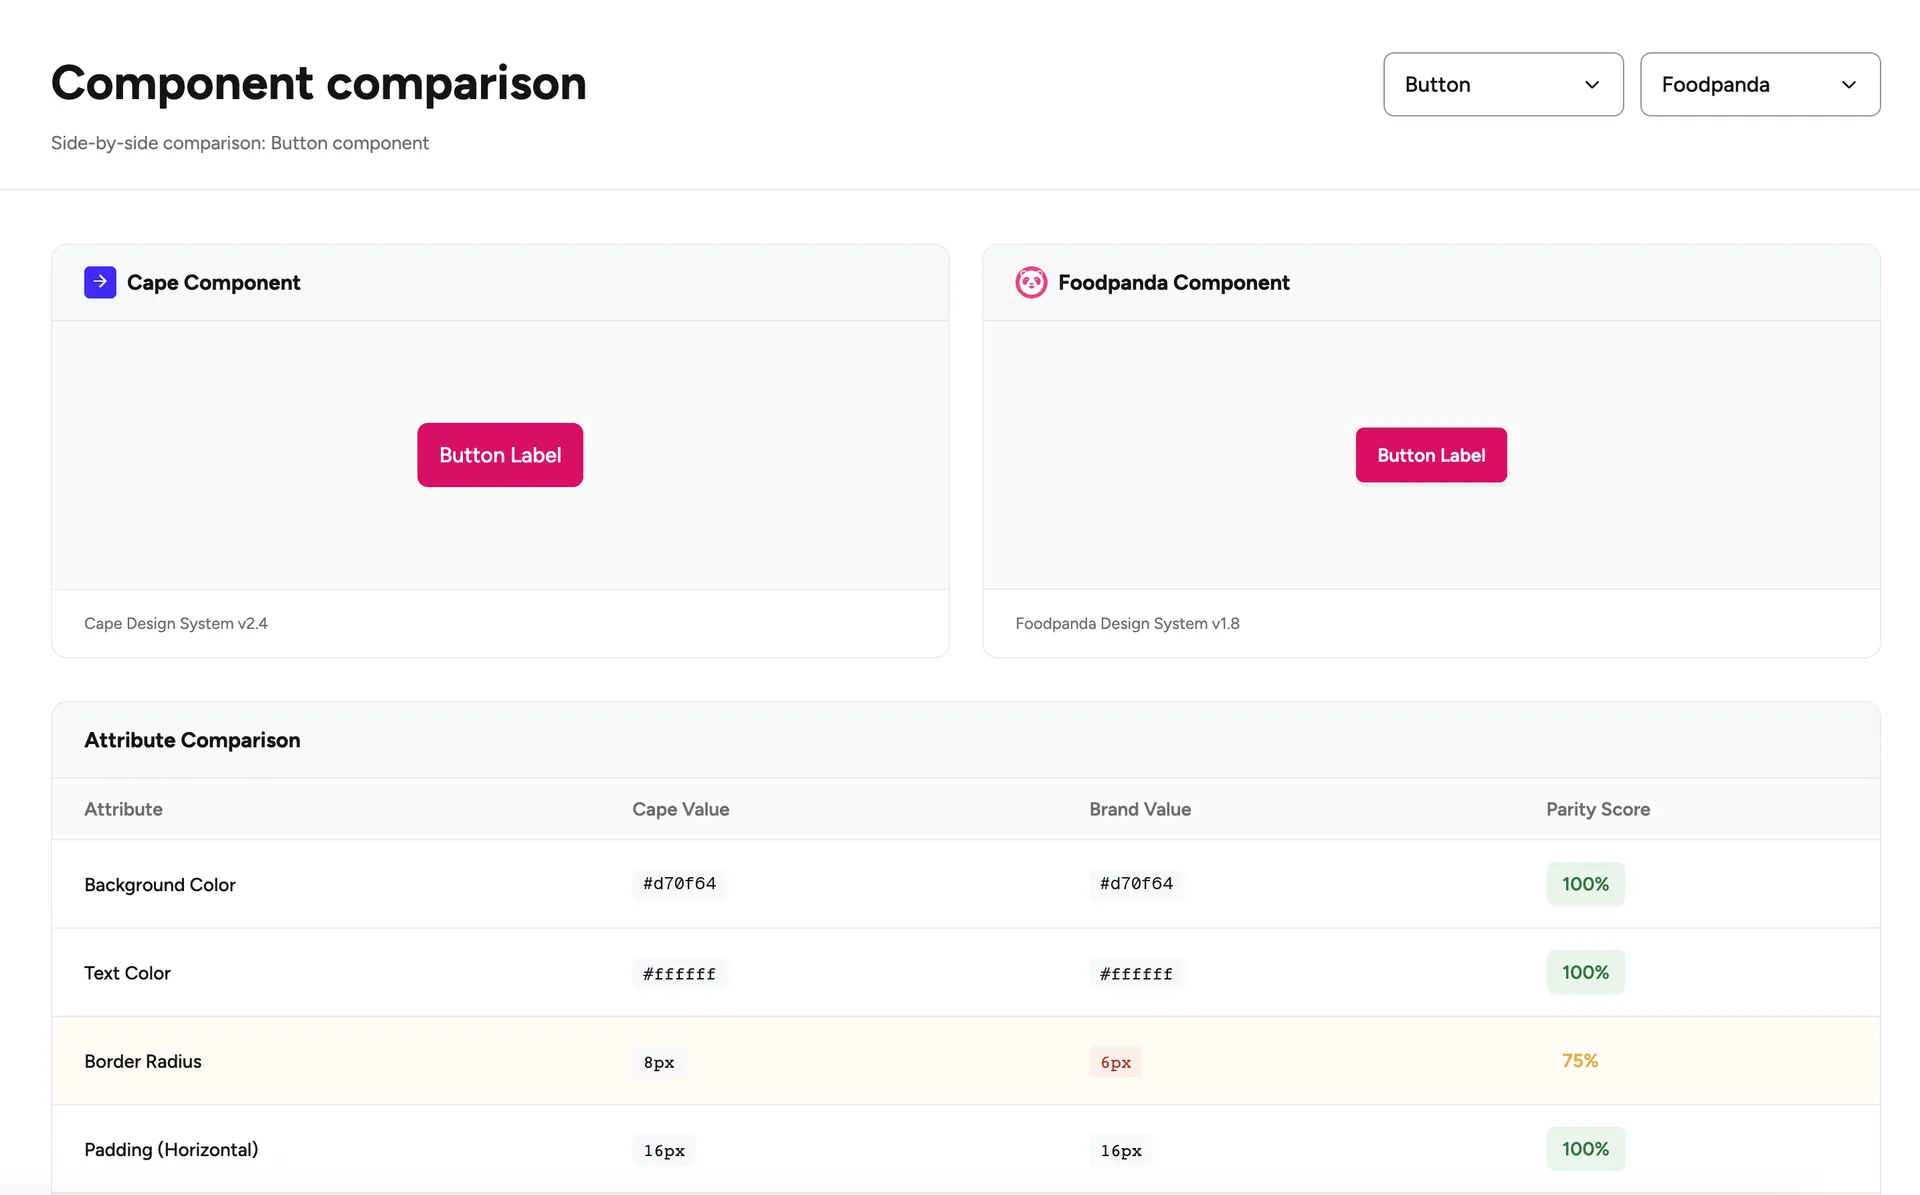 Component comparison
Button
Foodpanda
Side-by-side comparison: Button component
Cape Component
Foodpanda Component
Button Label
Button Label
Cape Design System v2.4
Foodpanda Design System v1.8
Attribute Comparison
Attribute Cape Value Brand Value Parity Score
Background Color #d70f64 #d70f64 100%
Text Color #ffffff #ffffff 100%
Border Radius 8px 6px 75%
Padding (Horizontal) 16px 16px 100%